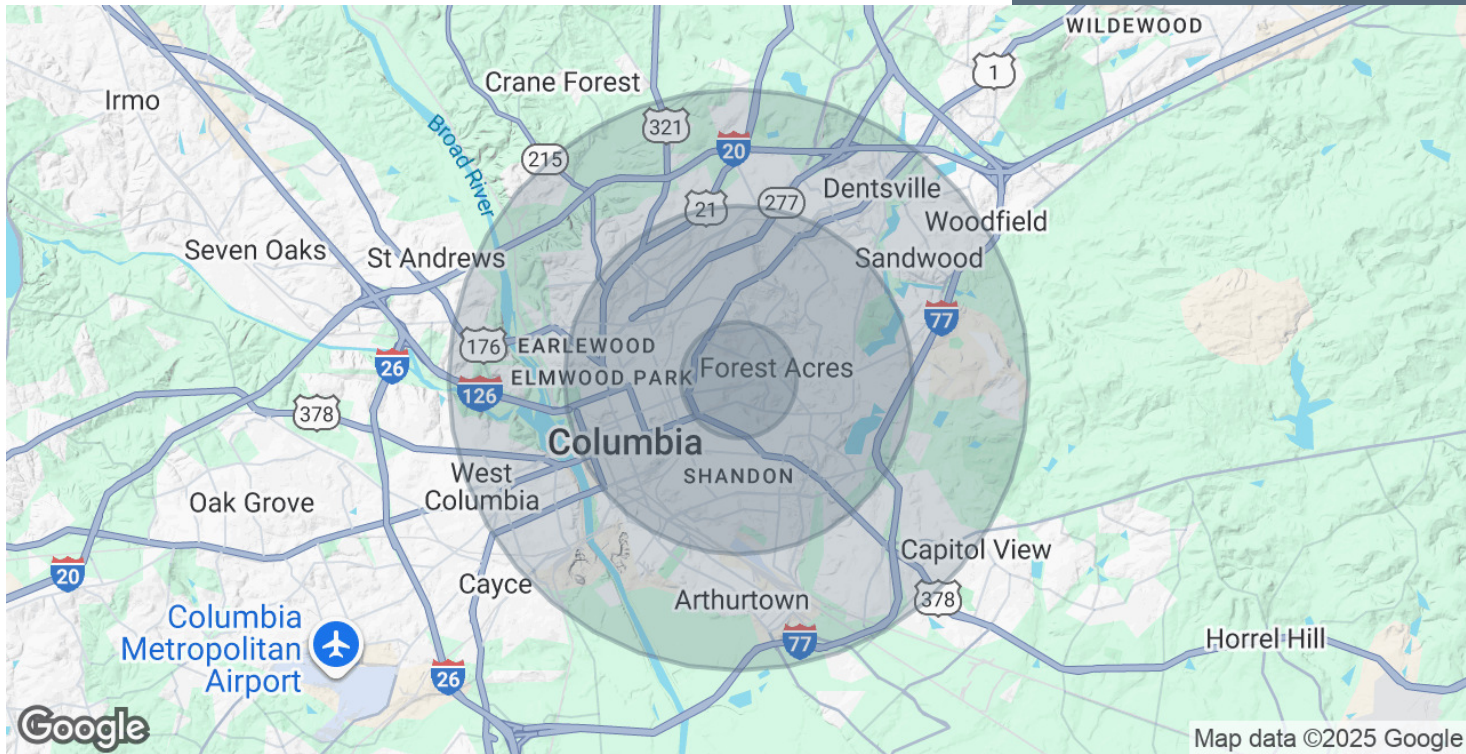 WILDEWOOD
1
Crane Forest
Irmo
321
Broad River
20
215
Dentsville
277
21
Woodfield
Seven Oaks
St Andrews
Sandwood
77
176
EARLEWOOD
26
Forest Acres
ELMWOOD PARK
126
378
Columbia
West
Columbia
SHANDON
Oak Grove
Capitol View
20
Cayce
Arthurtown
378
Columbia
Metropolitan
Airport
77
Horrel Hill
26
Google
Map data ©2025 Google